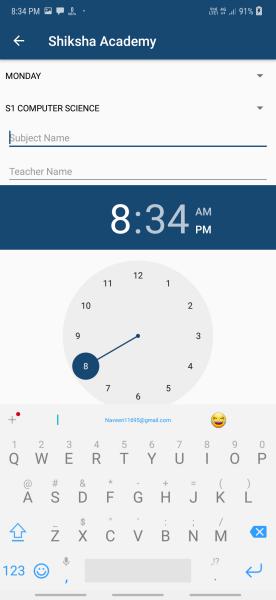 8:34 PM
91%
Shiksha Academy
MONDAY
S1 COMPUTER SCIENCE
Subject Name
Teacher Name
8:34
AM
PM
12
11 1
10 2
9 3
8 4
7 5
6
Naveen11695@gmail.com
1 2 3 4 5 6 7 8 9 0
Q W E R T Y U I O P
@ # & * - + = ( )
A S D F G H J K L
_ $ " ' : ; /
Z X C V B N M
,!?
123 , .